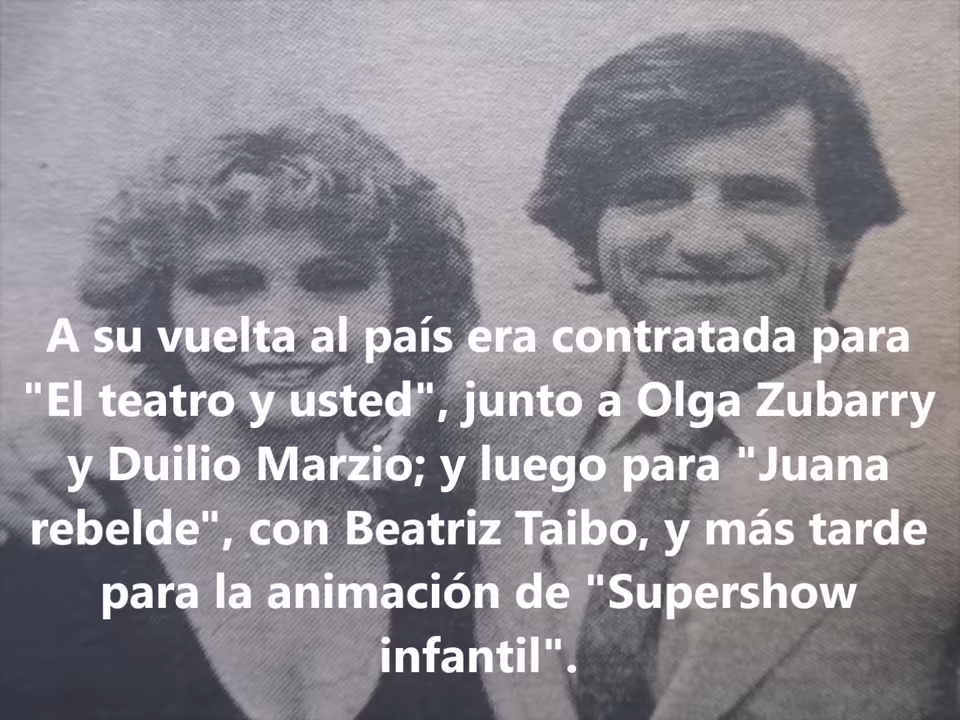 A su vuelta al país era contratada para
"El teatro y usted", junto a Olga Zubarry
y Duilio Marzio; y luego para "Juana
rebelde", con Beatriz Taibo, y más tarde
para la animación de "Supershow
infantil".